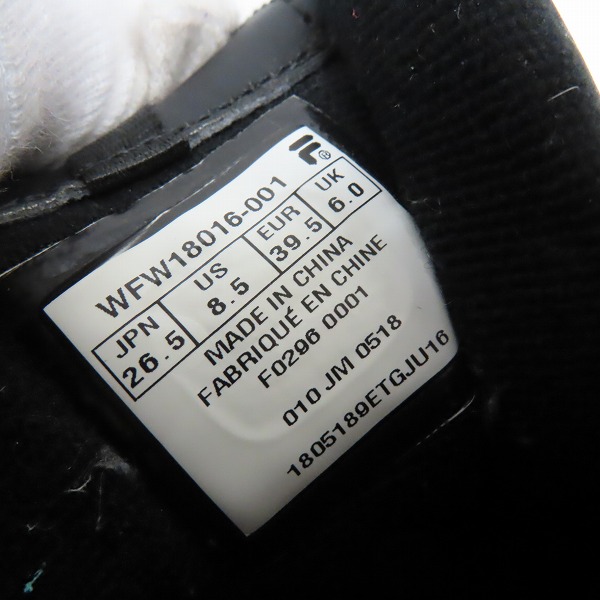 F®
WFW18016-001
JPN US EUR UK
26.5 8.5 39.5 6.0
MADE IN CHINA
FABRIQUÉ EN CHINE
F0296 0001
010 JM 0518
1805189ETGJU16